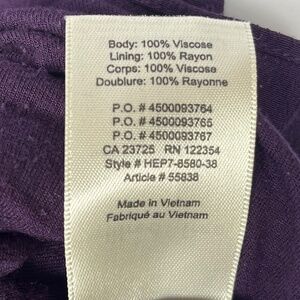 Body: 100% Viscose
Lining: 100% Rayon
Corps: 100% Viscose
Doublure: 100% Rayonne
P.O. # 4500093764
P.O. # 4500093765
P.O. # 4500093767
CA 23725 RN 122354
Style # HEP7-8580-38
Article # 55838
Made in Vietnam
Fabriqué au Vietnam